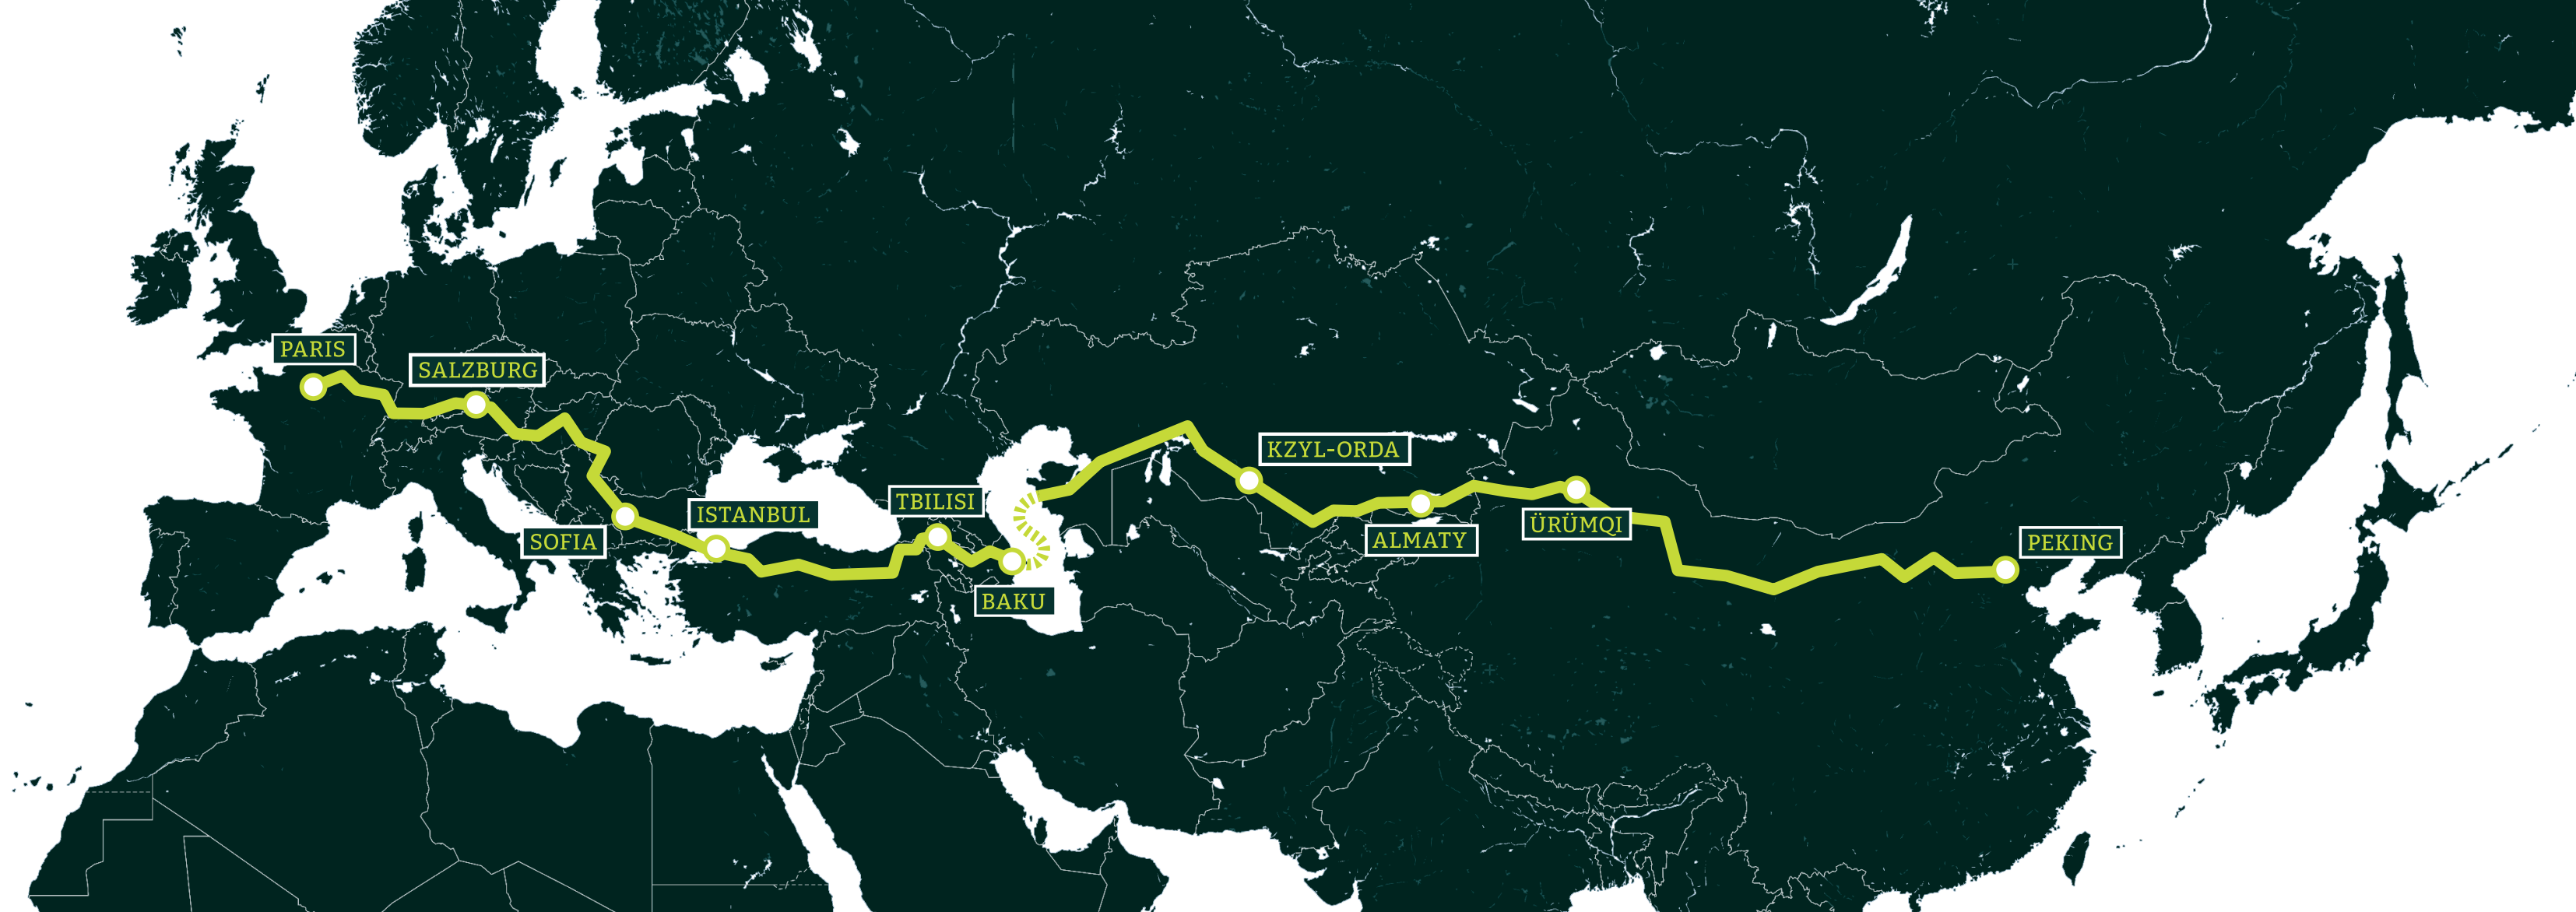 PARIS
SALZBURG
SOFIA
ISTANBUL
TBILISI
BAKU
KZYL-ORDA
ALMATY
ÜRÜMQI
PEKING